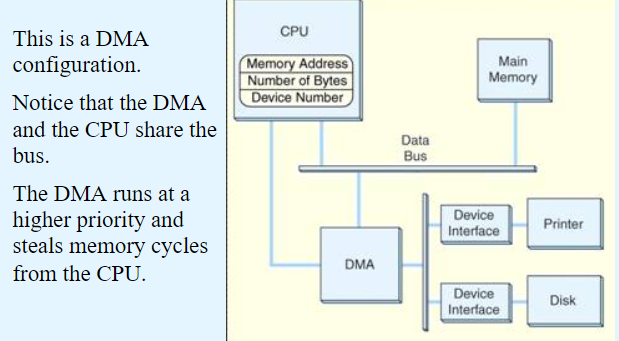 This is a DMA
configuration.
Notice that the DMA
and the CPU share the
bus.
The DMA runs at a
higher priority and
steals memory cycles
from the CPU.
CPU
Memory Address
Number of Bytes
Device Number
Main
Memory
Data
Bus
Device
Interface
Printer
DMA
Device
Interface
Disk